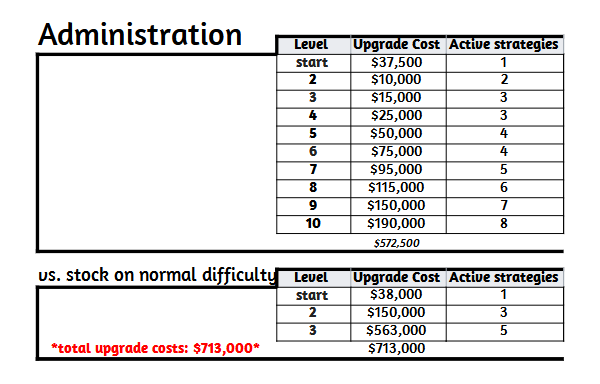 Administration
Level Upgrade Cost Active strategies
start $37,500 1
2 $10,000 2
3 $15,000 3
4 $25,000 3
5 $50,000 4
6 $75,000 4
7 $95,000 5
8 $115,000 6
9 $150,000 7
10 $190,000 8
$572,500
vs. stock on normal difficulty Level Upgrade Cost Active strategies
start $38,000 1
2 $150,000 3
3 $563,000 5
*total upgrade costs: $713,000* $713,000